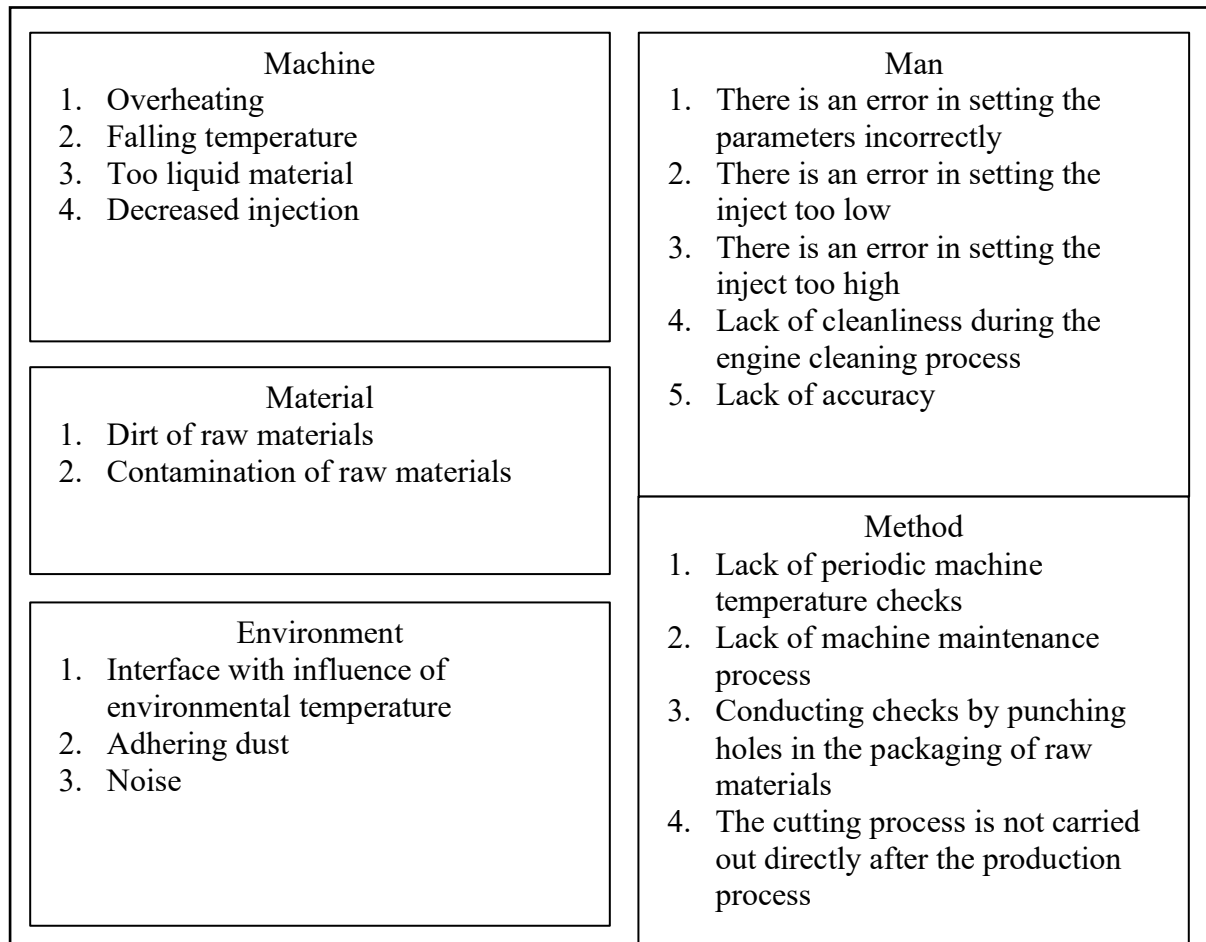 Machine
1. Overheating
2. Falling temperature
3. Too liquid material
4. Decreased injection
Material
1. Dirt of raw materials
2. Contamination of raw materials
Environment
1. Interface with influence of
environmental temperature
2. Adhering dust
3. Noise
Man
1. There is an error in setting the
parameters incorrectly
2. There is an error in setting the
inject too low
3. There is an error in setting the
inject too high
4. Lack of cleanliness during the
engine cleaning process
5. Lack of accuracy
Method
1. Lack of periodic machine
temperature checks
2. Lack of machine maintenance
process
3. Conducting checks by punching
holes in the packaging of raw
materials
4. The cutting process is not carried
out directly after the production
process